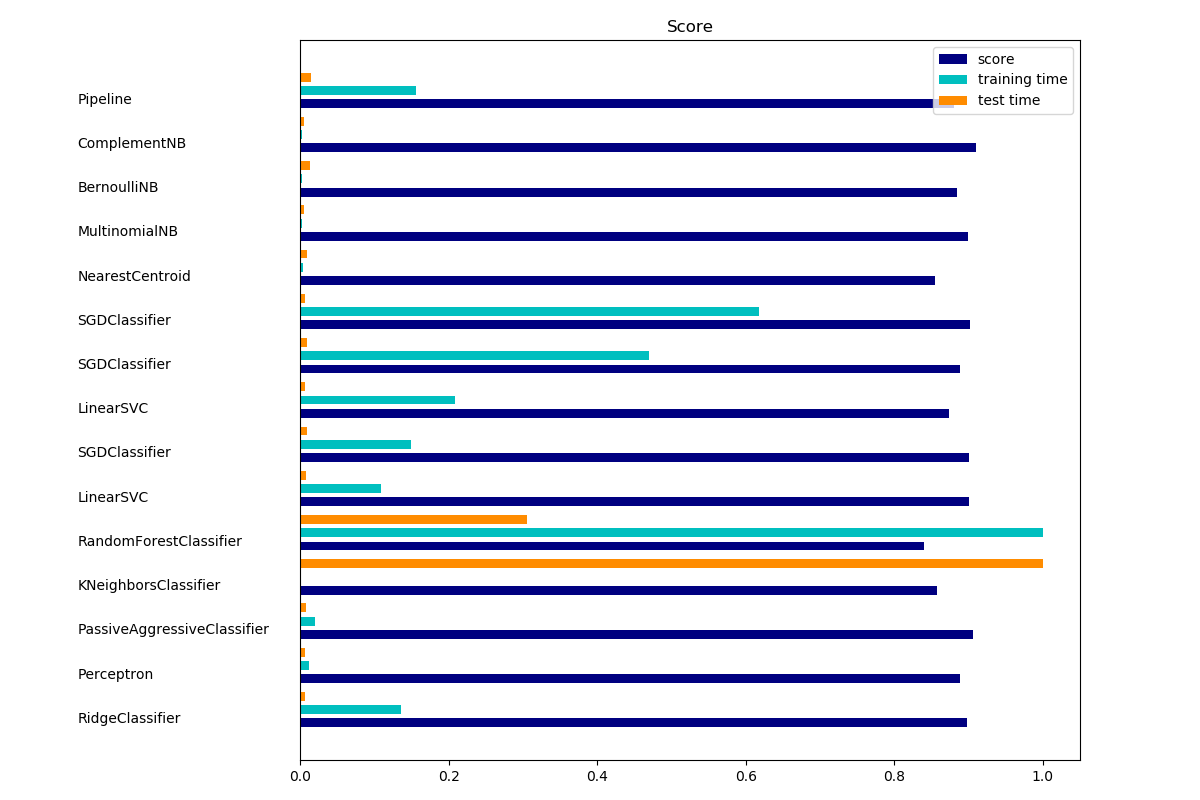 Score
score
training time
test time
Pipeline
ComplementNB
BernoulliNB
MultinomialNB
NearestCentroid
SGDClassifier
SGDClassifier
LinearSVC
SGDClassifier
LinearSVC
RandomForestClassifier
KNeighborsClassifier
PassiveAggressiveClassifier
Perceptron
RidgeClassifier
0.0 0.2 0.4 0.6 0.8 1.0